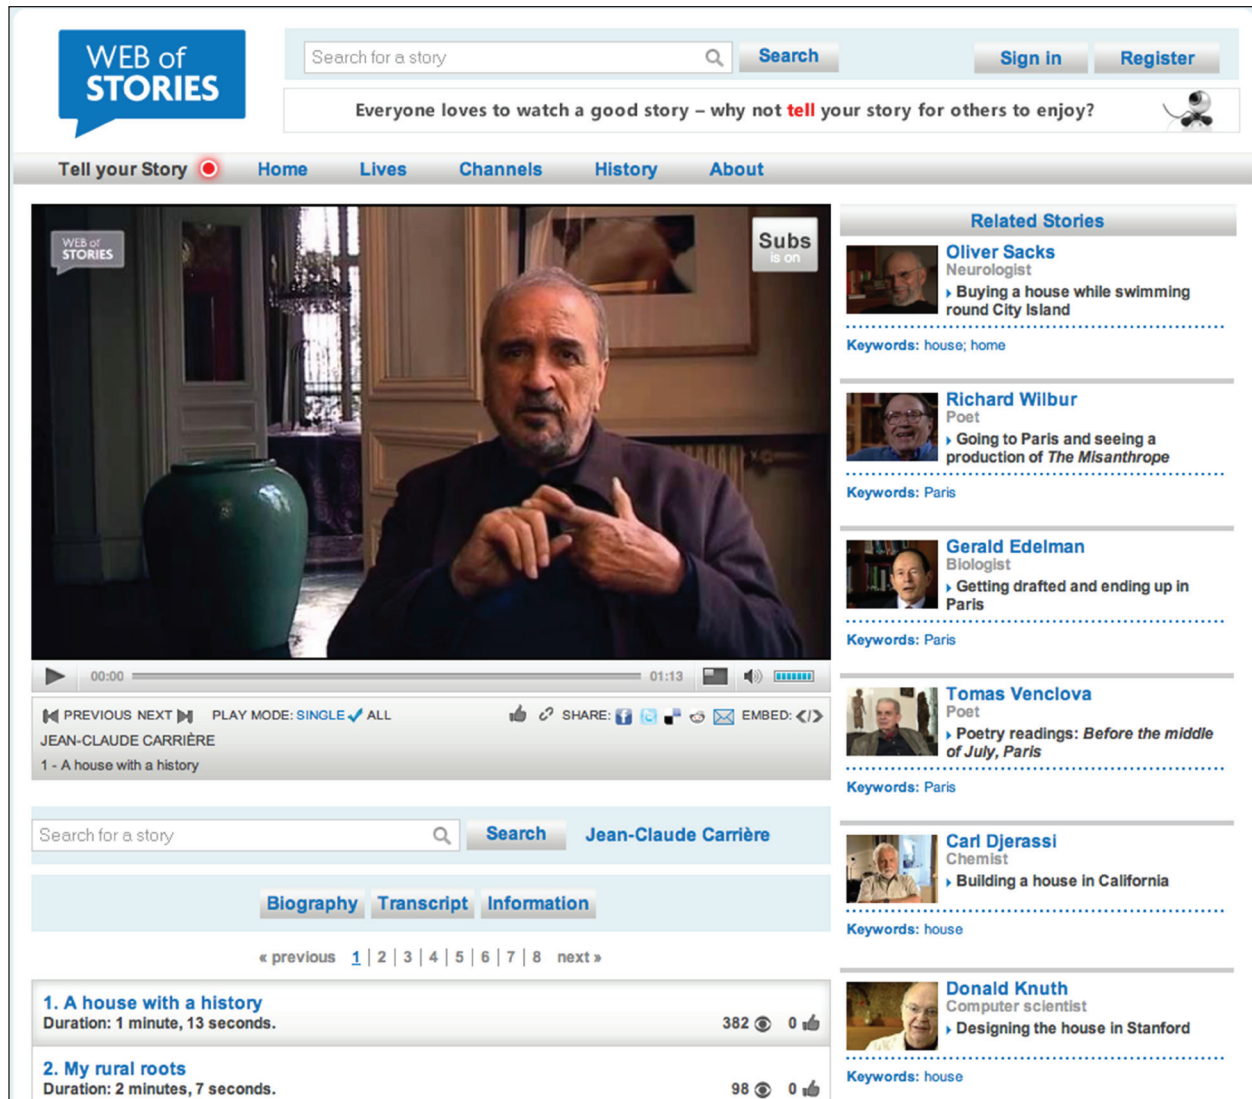 WEB of
STORIES
Search for a story
Search
Sign in
Register
Everyone loves to watch a good story – why not tell your story for others to enjoy?
Tell your Story
Home
Lives
Channels
History
About
WEB of
STORIES
Subs
is on
00:00
01:13
PREVIOUS NEXT
PLAY MODE: SINGLE ALL
SHARE:
EMBED: </>
JEAN-CLAUDE CARRIÈRE
1 - A house with a history
Search for a story
Search
Jean-Claude Carrière
Biography
Transcript
Information
« previous 1 | 2 | 3 | 4 | 5 | 6 | 7 | 8 next »
1. A house with a history
Duration: 1 minute, 13 seconds.
382
0
2. My rural roots
Duration: 2 minutes, 7 seconds.
98
0
Related Stories
Oliver Sacks
Neurologist
Buying a house while swimming
round City Island
Keywords: house; home
Richard Wilbur
Poet
Going to Paris and seeing a
production of The Misanthrope
Keywords: Paris
Gerald Edelman
Biologist
Getting drafted and ending up in
Paris
Keywords: Paris
Tomas Venclova
Poet
Poetry readings: Before the middle
of July, Paris
Keywords: Paris
Carl Djerassi
Chemist
Building a house in California
Keywords: house
Donald Knuth
Computer scientist
Designing the house in Stanford
Keywords: house